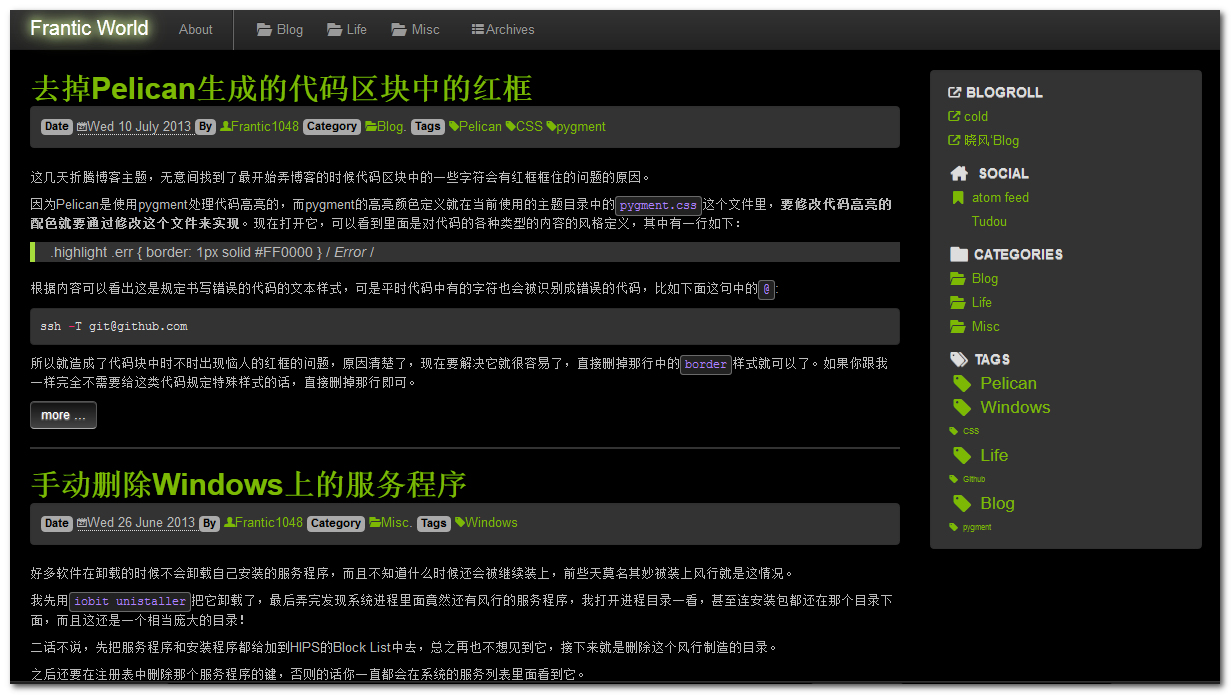 Frantic World About Blog Life Misc Archives
去掉Pelican生成的代码区块中的红框
Date Wed 10 July 2013 By Frantic1048 Category Blog. Tags Pelican CSS pygment
这几天折腾博客主题，无意间找到了最开始弄博客的时候代码区块中的一些字符会有红框框住的问题的原因。
因为Pelican是使用pygment处理代码高亮的，而pygment的高亮颜色定义就在当前使用的主题目录中的pygment.css这个文件里，要修改代码高亮的
配色就要通过修改这个文件来实现。现在打开它，可以看到里面是对代码的各种类型的内容的风格定义，其中有一行如下：
.highlight .err { border: 1px solid #FF0000 } / Error /
根据内容可以看出这是规定书写错误的代码的文本样式，可是平时代码中有的字符也会被识别成错误的代码，比如下面这句中的@:
ssh -T git@github.com
所以就造成了代码块中时不时出现恼人的红框的问题，原因清楚了，现在要解决它就很容易了，直接删掉那行中的border样式就可以了。如果你跟我
一样完全不需要给这类代码规定特殊样式的话，直接删掉那行即可。
more ...
手动删除Windows上的服务程序
Date Wed 26 June 2013 By Frantic1048 Category Misc. Tags Windows
好多软件在卸载的时候不会卸载自己安装的服务程序，而且不知道什么时候还会被继续装上，前些天莫名其妙被装上风行就是这情况。
我先用iobit unistaller把它卸载了，最后弄完发现系统进程里面竟然还有风行的服务程序，我打开进程目录一看，甚至连安装包都还在那个目录下
面，而且这还是一个相当庞大的目录！
二话不说，先把服务程序和安装程序都给加到HIPS的Block List中去，总之再也不想见到它，接下来就是删除这个风行制造的目录。
之后还要在注册表中删除那个服务程序的键，否则的话你一直都会在系统的服务列表里面看到它。
BLOGROLL
cold
晓风‘Blog
SOCIAL
atom feed
Tudou
CATEGORIES
Blog
Life
Misc
TAGS
Pelican
Windows
CSS
Life
Github
Blog
pygment